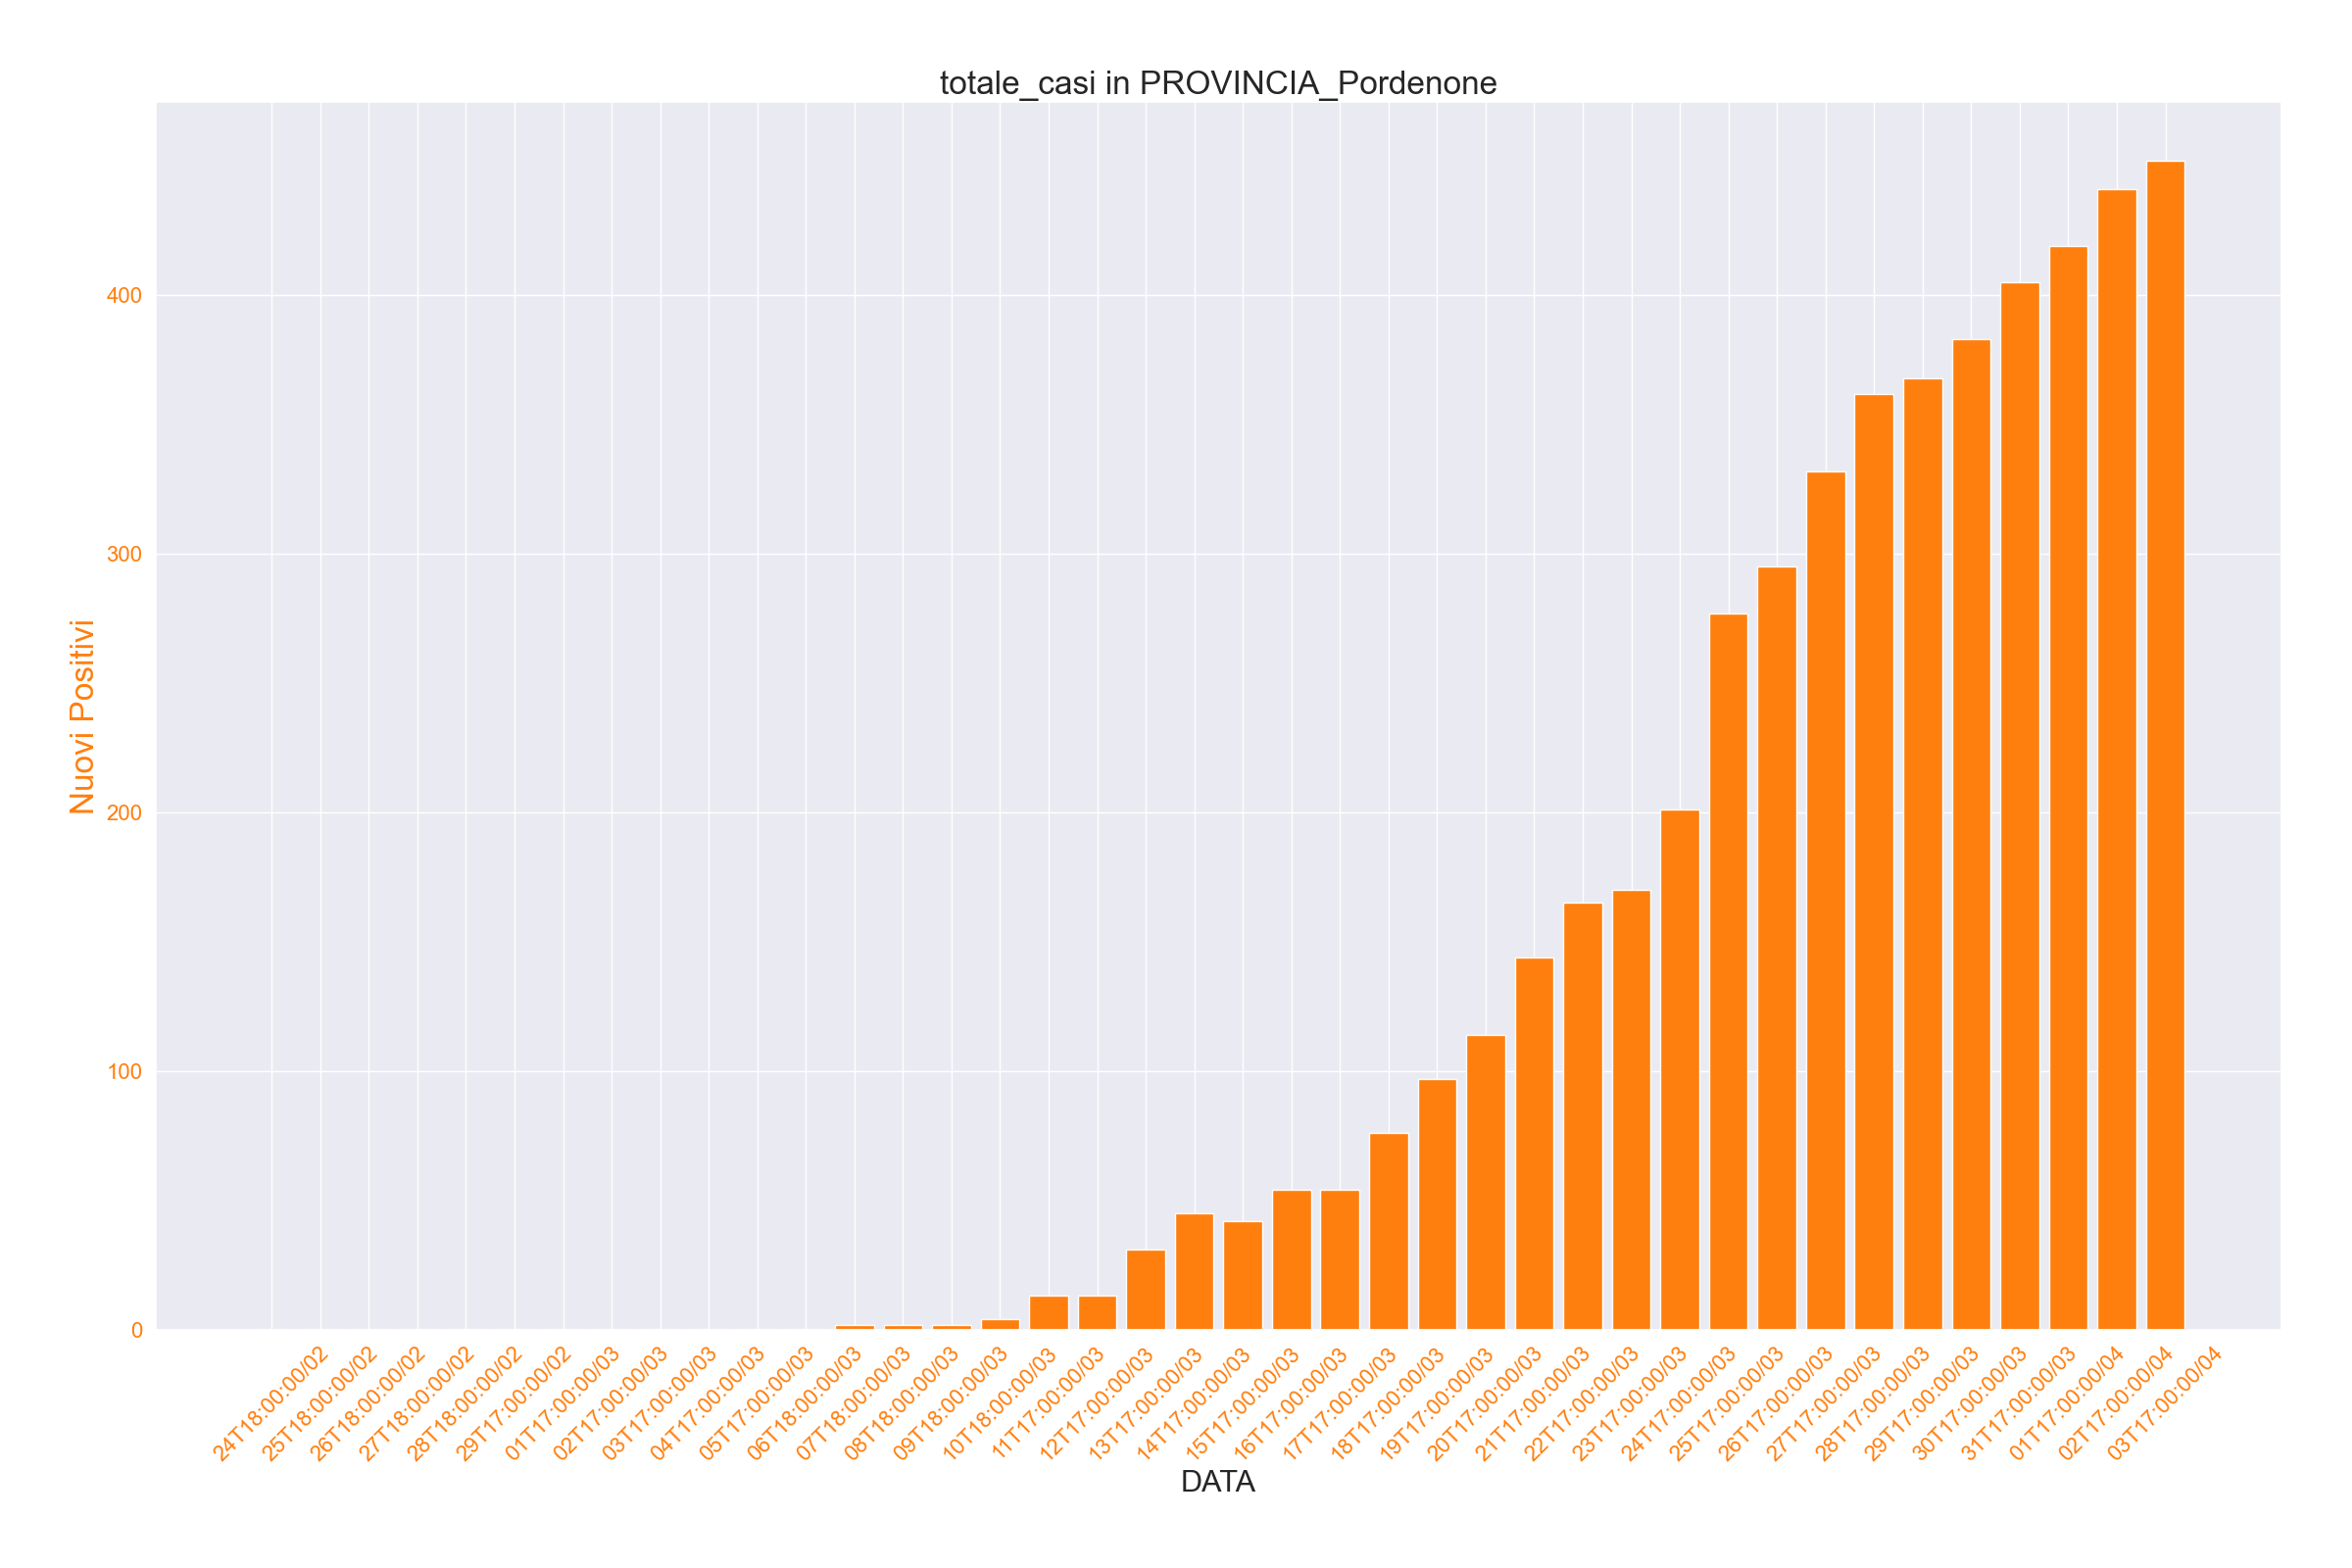 totale_casi in PROVINCIA_Pordenone
Nuovi Positivi
400
300
200
100
0
24T18:00:00/02
25T18:00:00/02
26T18:00:00/02
27T18:00:00/02
28T18:00:00/02
29T17:00:00/02
01T17:00:00/03
02T17:00:00/03
03T17:00:00/03
04T17:00:00/03
05T17:00:00/03
06T18:00:00/03
07T18:00:00/03
08T18:00:00/03
09T18:00:00/03
10T18:00:00/03
11T17:00:00/03
12T17:00:00/03
13T17:00:00/03
14T17:00:00/03
15T17:00:00/03
16T17:00:00/03
17T17:00:00/03
18T17:00:00/03
19T17:00:00/03
20T17:00:00/03
21T17:00:00/03
22T17:00:00/03
23T17:00:00/03
24T17:00:00/03
25T17:00:00/03
26T17:00:00/03
27T17:00:00/03
28T17:00:00/03
29T17:00:00/03
30T17:00:00/03
31T17:00:00/03
01T17:00:00/04
02T17:00:00/04
03T17:00:00/04
DATA